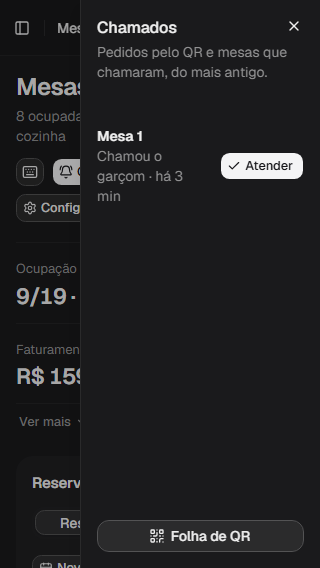 Chamados
Pedidos pelo QR e mesas que
chamaram, do mais antigo.
Mesa 1
Chamou o
garçom · há 3
min
Atender
Folha de QR
Mesas
8 ocupada
cozinha
Config
Ocupação
9/19 ·
Faturamen
R$ 159
Ver mais
Reserv
Res
Nov